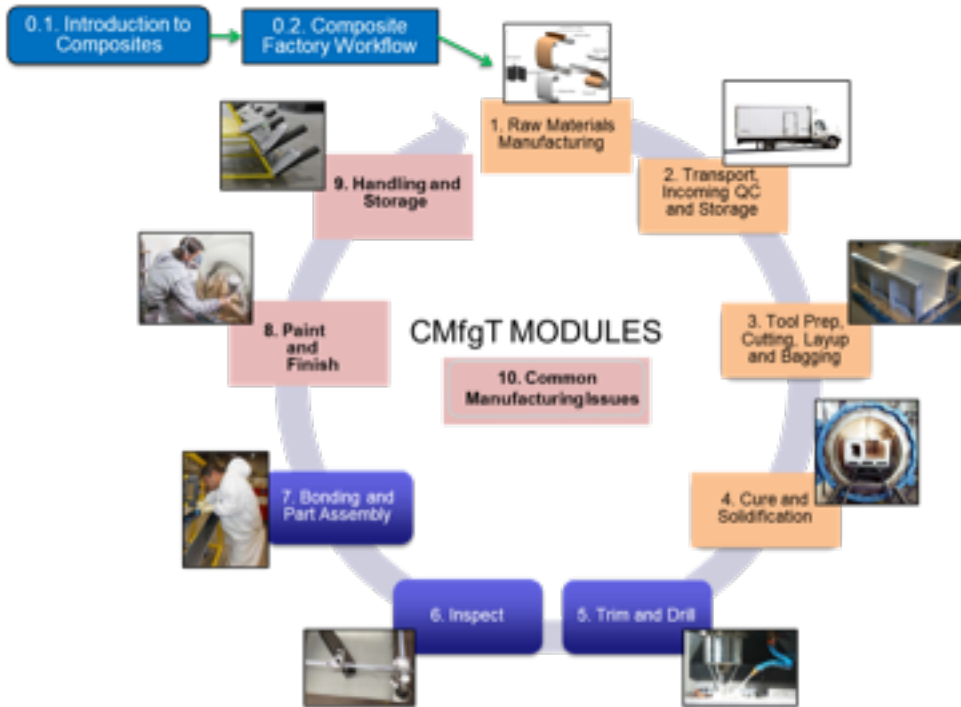 0.1. Introduction to
Composites
0.2. Composite
Factory Workflow
1. Raw Materials
Manufacturing
2. Transport,
Incoming QC
and Storage
3. Tool Prep,
Cutting, Layup
and Bagging
4. Cure and
Solidification
5. Trim and Drill
6. Inspect
7. Bonding and
Part Assembly
8. Paint
and
Finish
9. Handling and
Storage
CMfgT MODULES
10. Common
Manufacturing Issues